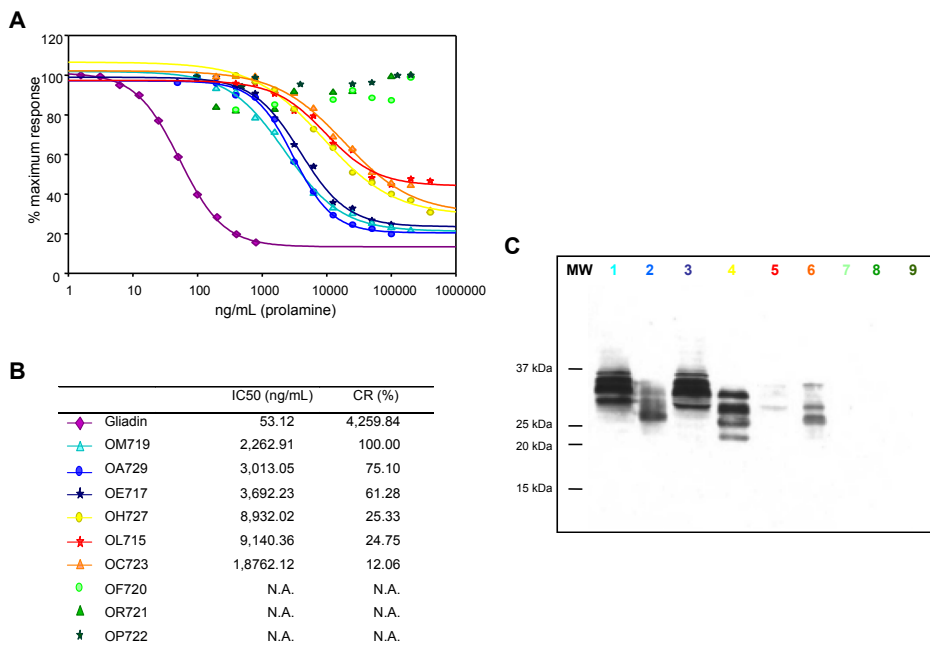 A
120
100
80
60
40
20
0
% maximum response
1 10 100 1000 10000 100000 1000000
ng/mL (prolamine)
B
IC50 (ng/mL) CR (%)
Gliadin 53.12 4,259.84
OM719 2,262.91 100.00
OA729 3,013.05 75.10
OE717 3,692.23 61.28
OH727 8,932.02 25.33
OL715 9,140.36 24.75
OC723 1,8762.12 12.06
OF720 N.A. N.A.
OR721 N.A. N.A.
OP722 N.A. N.A.
C
MW 1 2 3 4 5 6 7 8 9
37 kDa
25 kDa
20 kDa
15 kDa